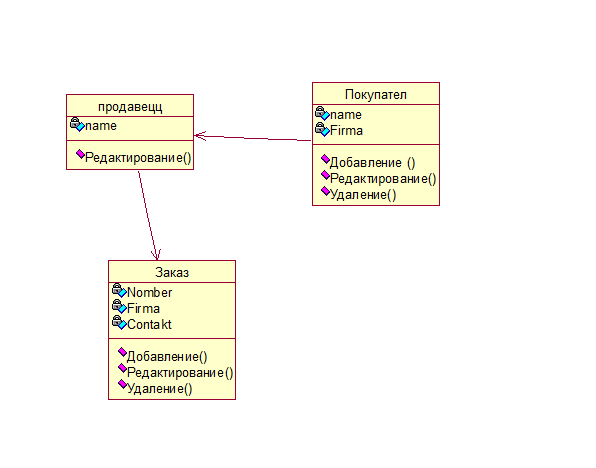 продавецц
name
Редактирование()
Покупател
name
Firma
Добавление ()
Редактирование()
Удаление()
Заказ
Nomber
Firma
Contakt
Добавление()
Редактирование()
Удаление()